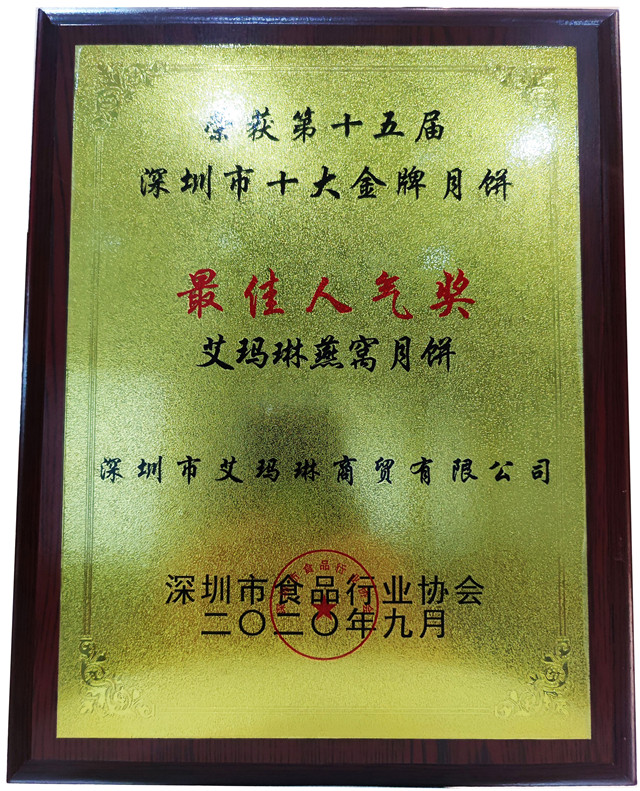 荣获第十五届
深圳市十大金牌月饼
最佳人气奖
艾玛琳燕窝月饼
深圳市艾玛琳商贸有限公司
深圳市食品行业协会
二〇二〇年九月